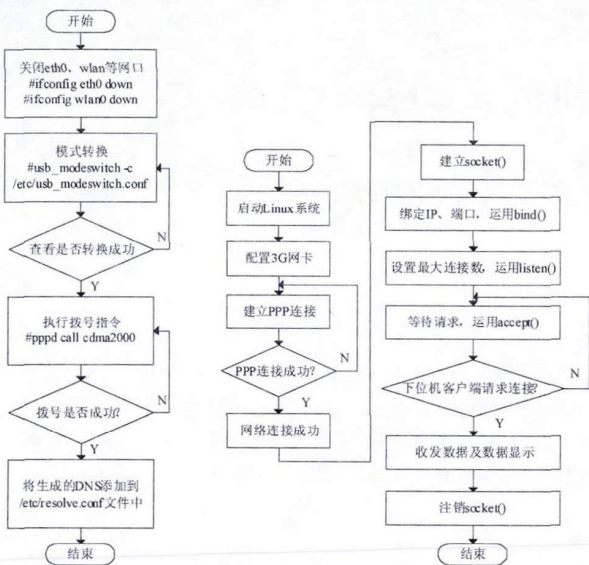 开始
关闭eth0、wlan等网口
#ifconfig eth0 down
#ifconfig wlan0 down
模式转换
#usb_modeswitch -c
/etc/usb_modeswitch.conf
查看是否转换成功
N
Y
执行拨号指令
#pppd call cdma2000
拨号是否成功?
N
Y
将生成的DNS添加到
/etc/resolve.conf文件中
结束
开始
启动Linux系统
配置3G网卡
建立PPP连接
PPP连接成功?
N
Y
网络连接成功
建立socket()
绑定IP、端口，运用bind()
设置最大连接数，运用listen()
等待请求，运用accept()
下位机客户端请求连接?
N
Y
收发数据及数据显示
注销socket()
结束